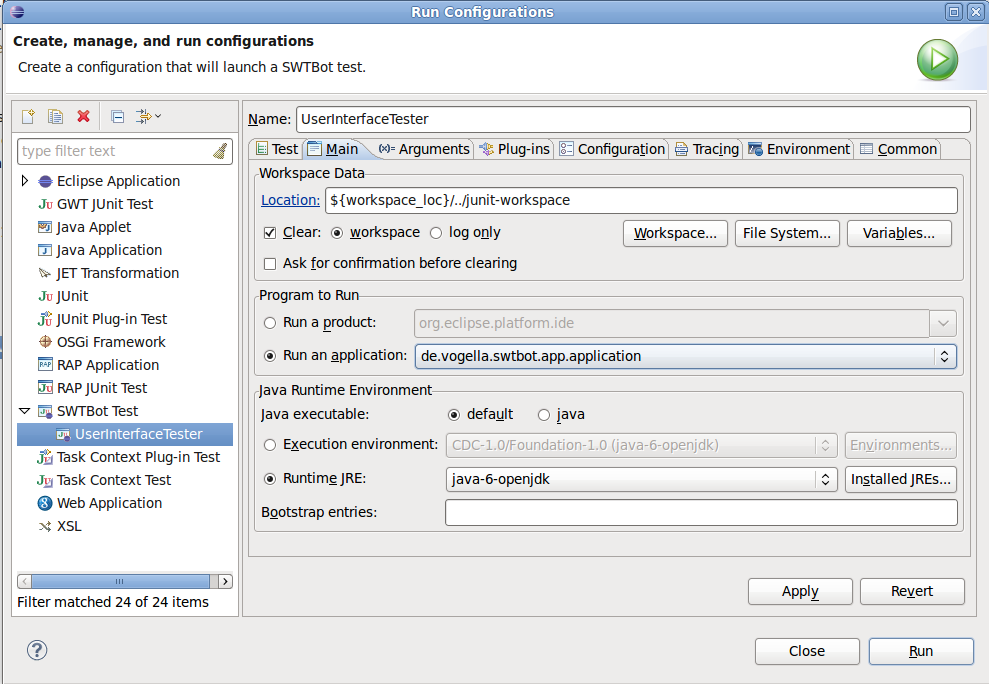 Run Configurations
Create, manage, and run configurations
Create a configuration that will launch a SWTBot test.
type filter text
Eclipse Application
GWT JUnit Test
Java Applet
Java Application
JET Transformation
JUnit
JUnit Plug-in Test
OSGi Framework
RAP Application
RAP JUnit Test
SWTBot Test
UserInterfaceTester
Task Context Plug-in Test
Task Context Test
Web Application
XSL
Filter matched 24 of 24 items
Name: UserInterfaceTester
Test Main Arguments Plug-ins Configuration Tracing Environment Common
Workspace Data
Location: ${workspace_loc}/../junit-workspace
Clear: workspace log only Workspace... File System... Variables...
Ask for confirmation before clearing
Program to Run
Run a product: org.eclipse.platform.ide
Run an application: de.vogella.swtbot.app.application
Java Runtime Environment
Java executable: default java
Execution environment: CDC-1.0/Foundation-1.0 (java-6-openjdk) Environments...
Runtime JRE: java-6-openjdk Installed JREs...
Bootstrap entries:
Apply Revert
Close Run